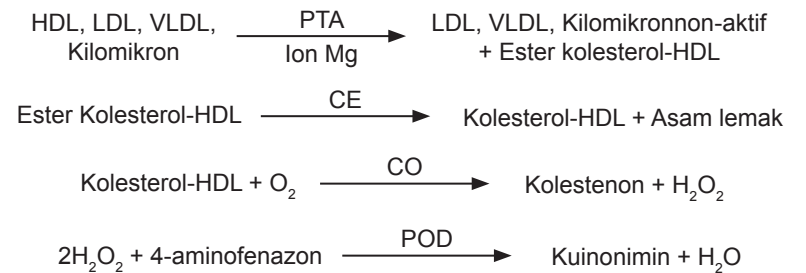 HDL, LDL, VLDL, Kilomikron PTA Ion Mg LDL, VLDL, Kilomikronnon-aktif + Ester kolesterol-HDL
Ester Kolesterol-HDL CE Kolesterol-HDL + Asam lemak
Kolesterol-HDL + O₂ CO Kolestenon + H₂O₂
2H₂O₂ + 4-aminofenazon POD Kuinonimin + H₂O